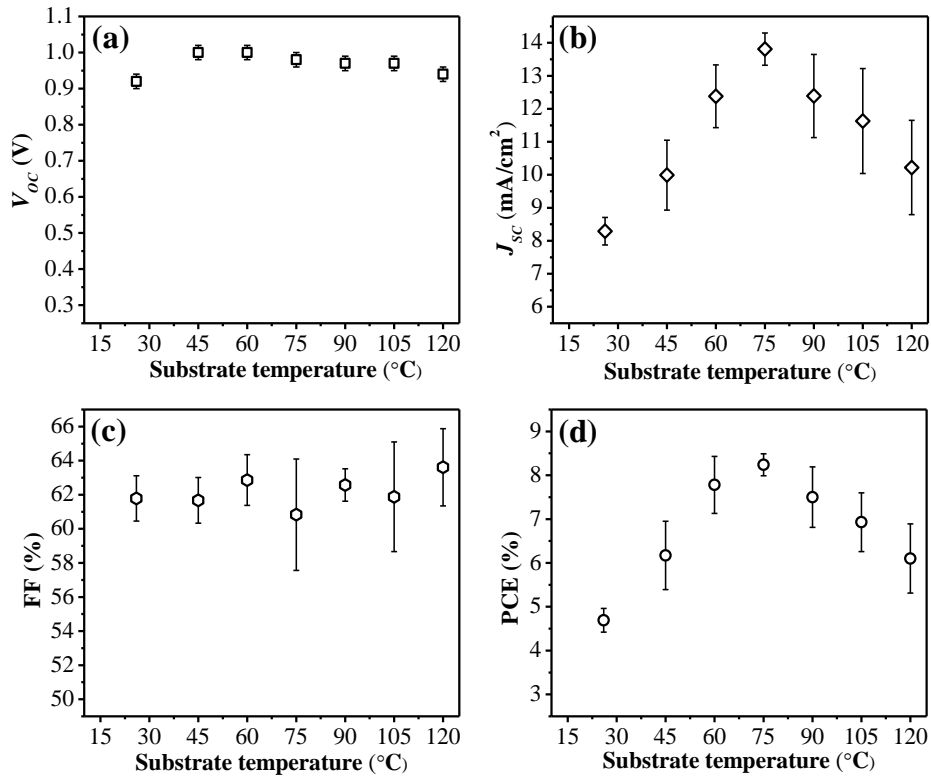 (a)
1.1
1.0
0.9
0.8
0.7
0.6
0.5
0.4
0.3
V_oc (V)
15 30 45 60 75 90 105 120
Substrate temperature (°C)
(b)
14
13
12
11
10
9
8
7
6
J_sc (mA/cm²)
15 30 45 60 75 90 105 120
Substrate temperature (°C)
(c)
66
64
62
60
58
56
54
52
50
FF (%)
15 30 45 60 75 90 105 120
Substrate temperature (°C)
(d)
9
8
7
6
5
4
3
PCE (%)
15 30 45 60 75 90 105 120
Substrate temperature (°C)